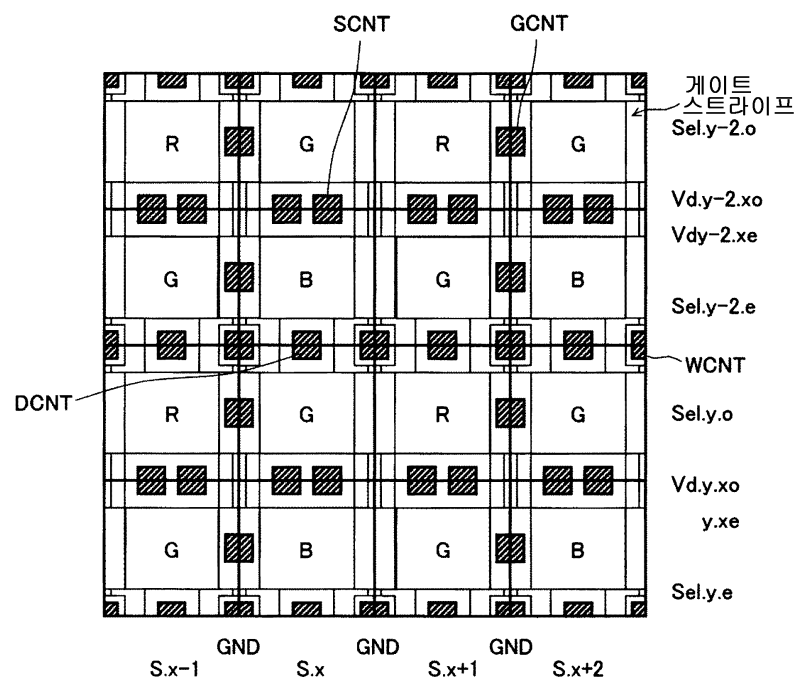 SCNT GCNT
게이트
스트라이프
R G R G
Sel.y-2.o
Vd.y-2.xo
Vdy-2.xe
G B G B
Sel.y-2.e
WCNT
DCNT
R G R G
Sel.y.o
Vd.y.xo
y.xe
G B G B
Sel.y.e
GND GND GND
S.x-1 S.x S.x+1 S.x+2